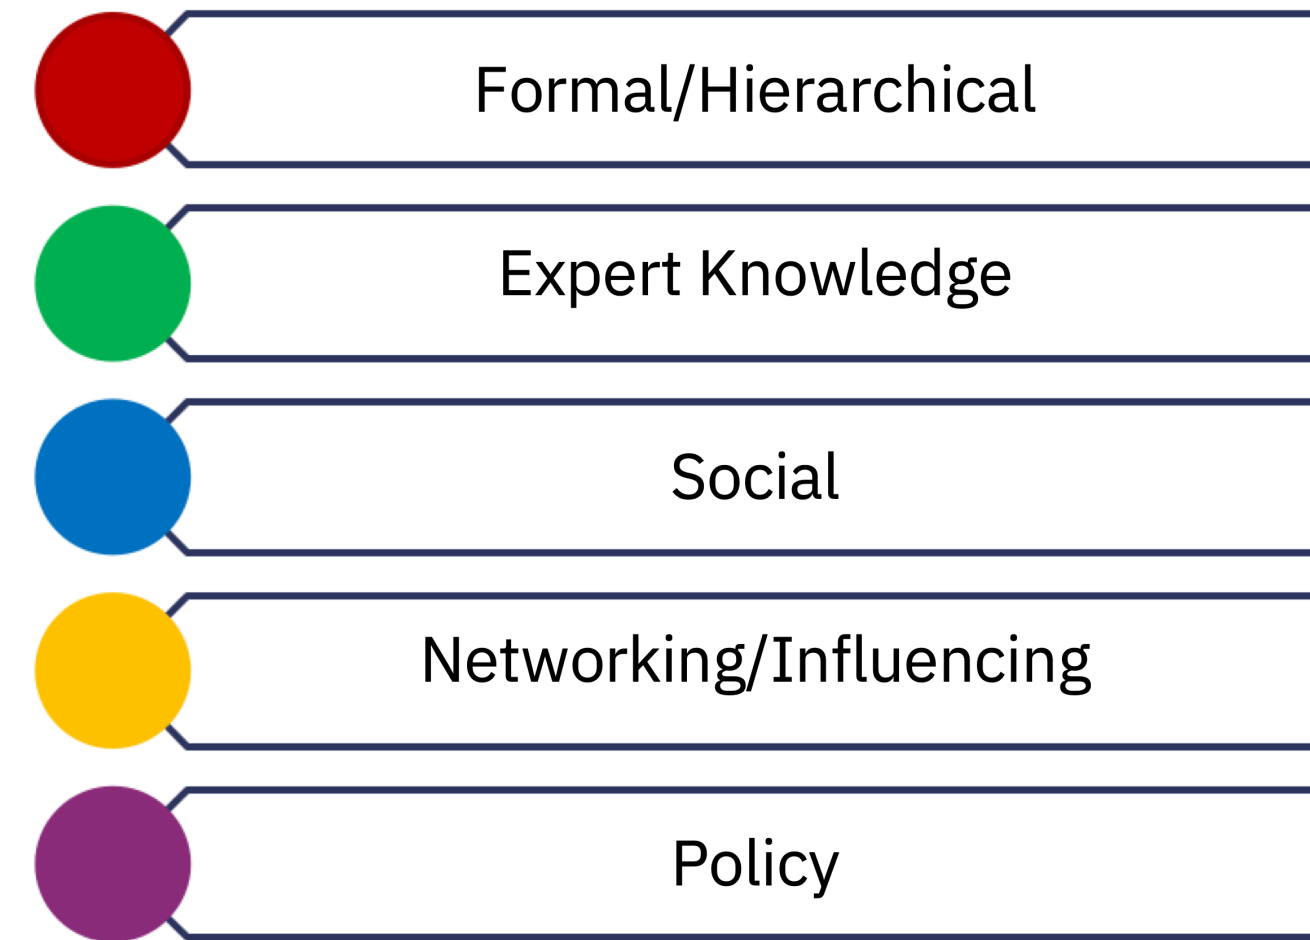 Formal/Hierarchical
Expert Knowledge
Social
Networking/Influencing
Policy